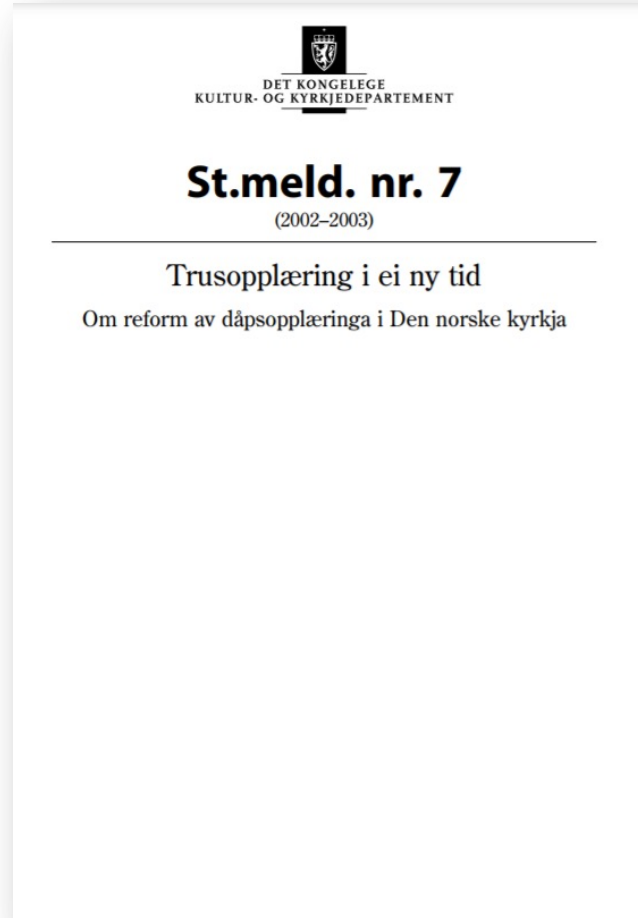 DET KONGELEGE
KULTUR- OG KYRKJEDEPARTEMENT
St.meld. nr. 7
(2002–2003)
Trusopplæring i ei ny tid
Om reform av dåpsopplæringa i Den norske kyrkja